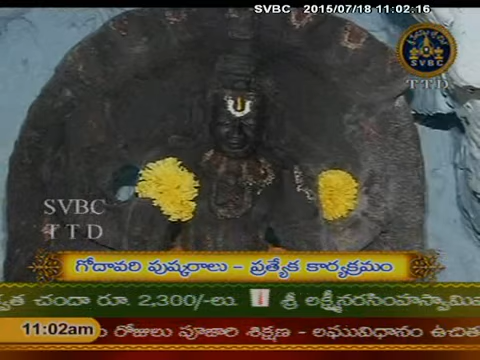 SVBC 2015/07/18 11:02:16
SVBC
TTD
SVBC
TTD
గోదావరి పుష్కరాలు - ప్రత్యేక కార్యక్రమం
చందా రూ. 2,300/-లు శ్రీ లక్ష్మీనరసింహస్వామి
11:02am రోజులు పూజారి శిక్షణ - లఘువిధానం